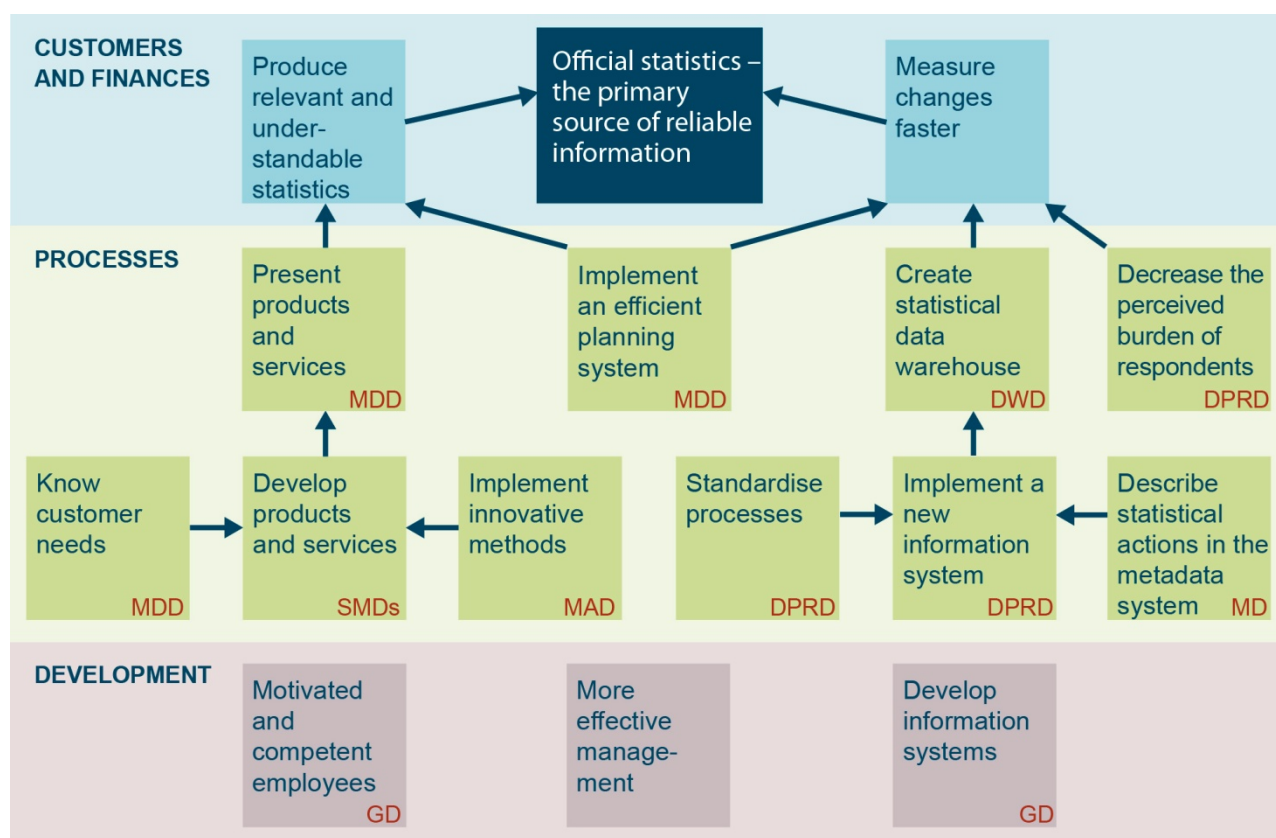 CUSTOMERS
AND FINANCES
Produce
relevant and
under-
standable
statistics
Official statistics –
the primary
source of reliable
information
Measure
changes
faster
PROCESSES
Present
products
and
services
MDD
Implement
an efficient
planning
system
MDD
Create
statistical
data
warehouse
DWD
Decrease the
perceived
burden of
respondents
DPRD
Know
customer
needs
MDD
Develop
products
and services
SMDs
Implement
innovative
methods
MAD
Standardise
processes
DPRD
Implement a
new
information
system
DPRD
Describe
statistical
actions in the
metadata
system MD
DEVELOPMENT
Motivated
and
competent
employees
GD
More
effective
manage-
ment
Develop
information
systems
GD